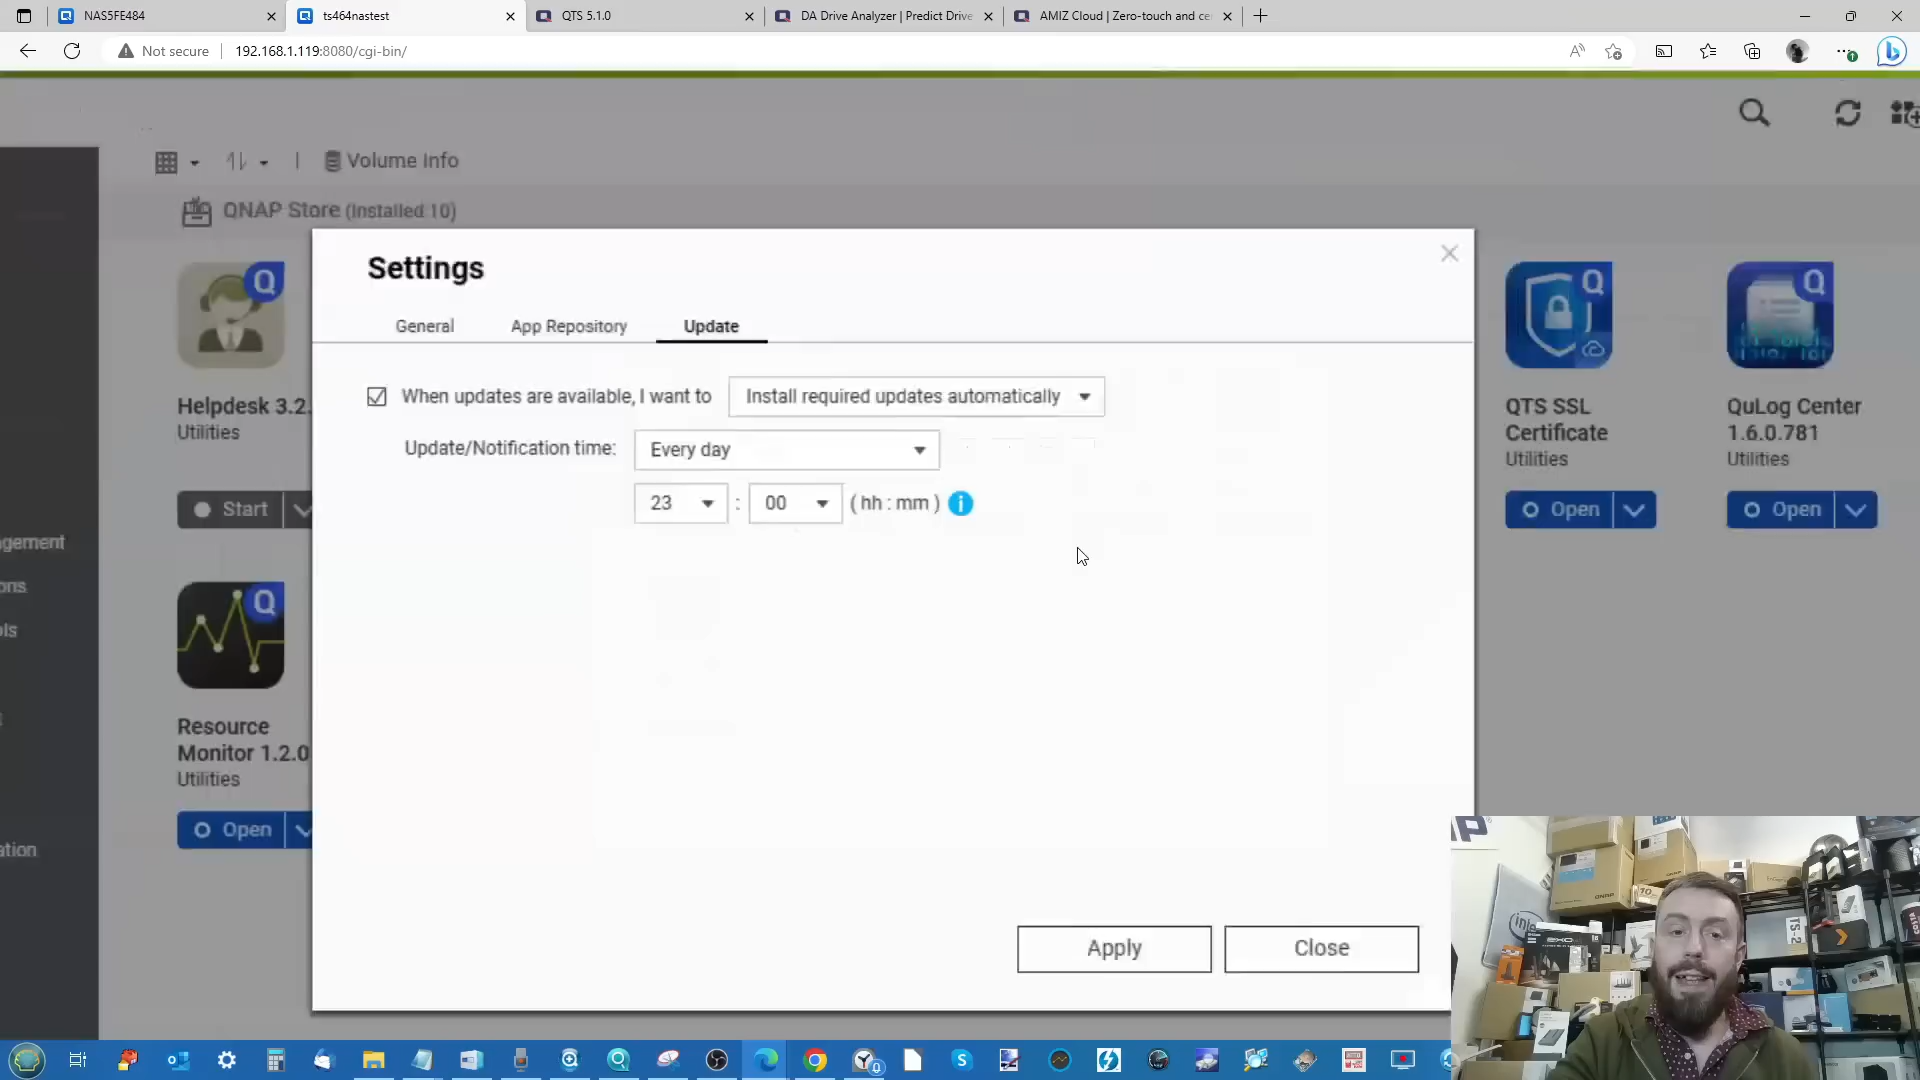 NAS5FE484
ts464nastest
QTS 5.1.0
DA Drive Analyzer | Predict Drive
AMIZ Cloud | Zero-touch and ce
Not secure
192.168.1.119:8080/cgi-bin/
Volume Info
QNAP Store (Installed 10)
Settings
General
App Repository
Update
When updates are available, I want to
Install required updates automatically
Update/Notification time:
Every day
23 : 00 ( hh : mm )
Apply
Close
Helpdesk 3.2.
Utilities
Start
Resource
Monitor 1.2.0
Utilities
Open
QTS SSL
Certificate
Utilities
Open
QuLog Center
1.6.0.781
Utilities
Open
gement
ons
ols
ation
intel